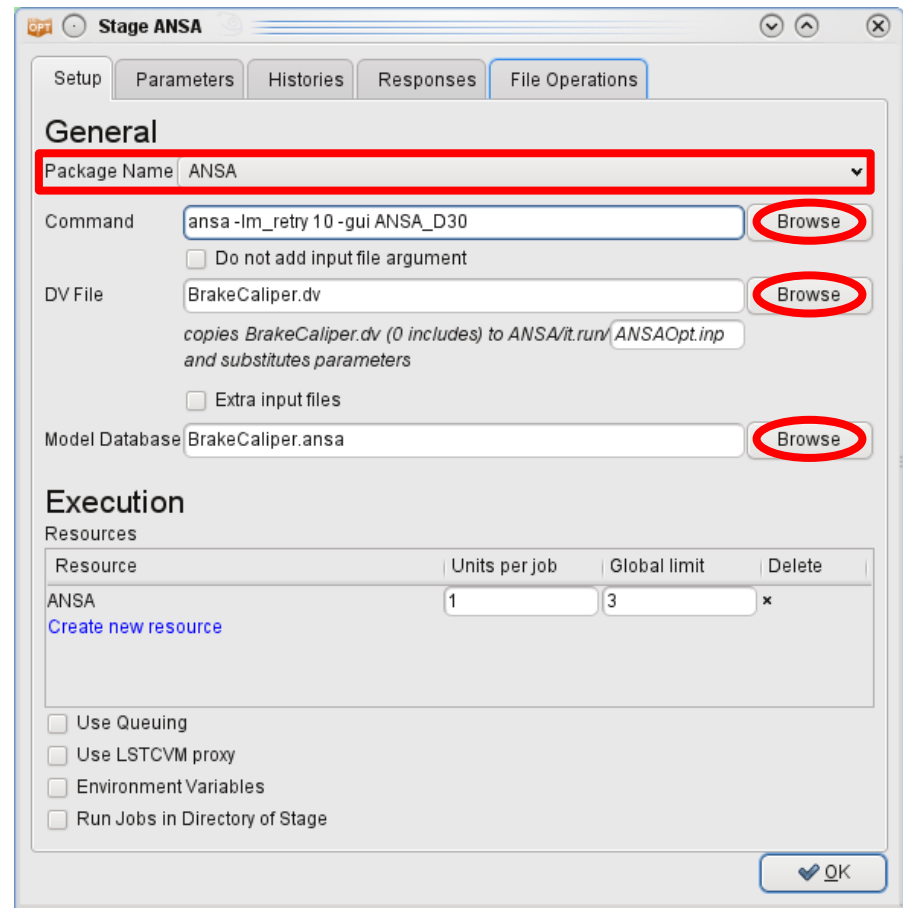 OPT Stage ANSA
Setup Parameters Histories Responses File Operations
General
Package Name ANSA
Command ansa -lm_retry 10 -gui ANSA_D30 Browse
Do not add input file argument
DV File BrakeCaliper.dv Browse
copies BrakeCaliper.dv (0 includes) to ANSA/it.run/ ANSAOpt.inp
and substitutes parameters
Extra input files
Model Database BrakeCaliper.ansa Browse
Execution
Resources
Resource Units per job Global limit Delete
ANSA 1 3 ×
Create new resource
Use Queuing
Use LSTCVM proxy
Environment Variables
Run Jobs in Directory of Stage
OK